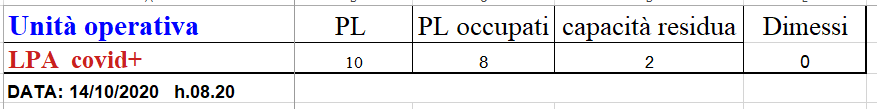 Unità operativa PL PL occupati capacità residua Dimessi
LPA covid+ 10 8 2 0
DATA: 14/10/2020 h.08.20